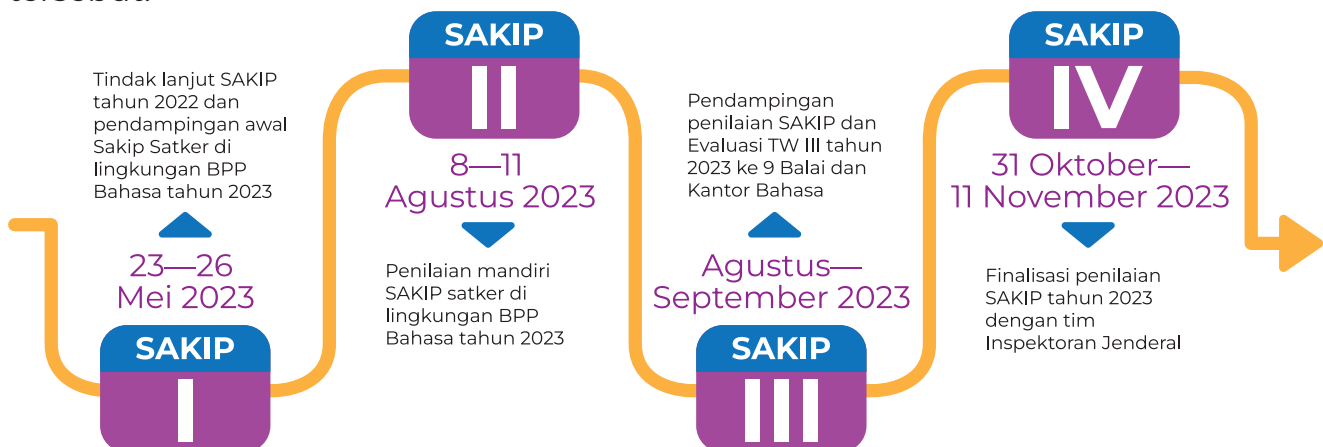 SAKIP
I
23—26
Mei 2023
Tindak lanjut SAKIP
tahun 2022 dan
pendampingan awal
Sakip Satker di
lingkungan BPP
Bahasa tahun 2023
SAKIP
II
8—11
Agustus 2023
Penilaian mandiri
SAKIP satker di
lingkungan BPP
Bahasa tahun 2023
SAKIP
III
Agustus—
September 2023
Pendampingan
penilaian SAKIP dan
Evaluasi TW III tahun
2023 ke 9 Balai dan
Kantor Bahasa
SAKIP
IV
31 Oktober—
11 November 2023
Finalisasi penilaian
SAKIP tahun 2023
dengan tim
Inspektoran Jenderal